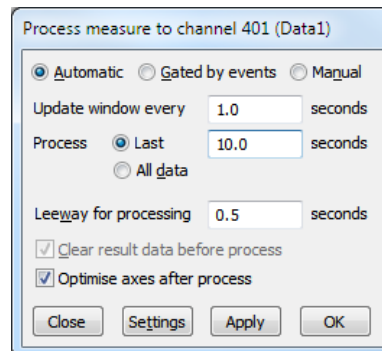 Process measure to channel 401 (Data1)
Automatic Gated by events Manual
Update window every 1.0 seconds
Process Last 10.0 seconds
All data
Leeway for processing 0.5 seconds
Clear result data before process
Optimise axes after process
Close Settings Apply OK